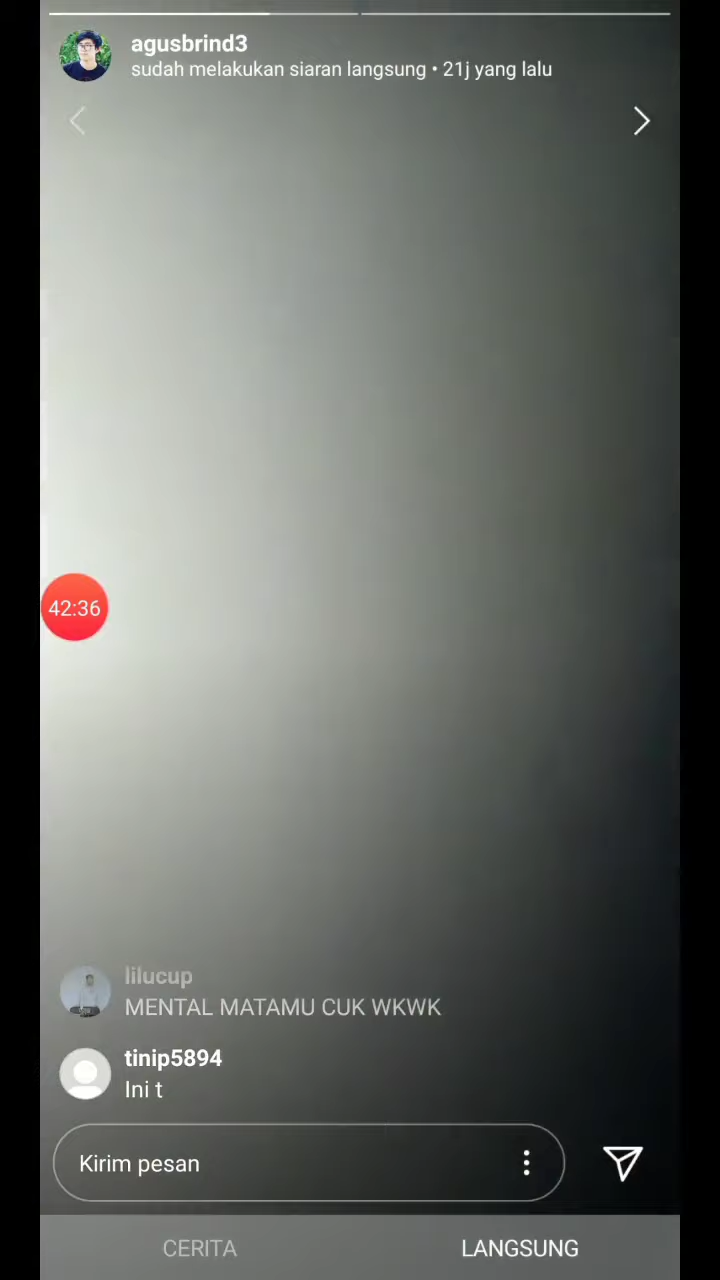 agusbrind3
sudah melakukan siaran langsung • 21j yang lalu
42:36
lilucup
MENTAL MATAMU CUK WKWK
tinip5894
Ini t
Kirim pesan
CERITA
LANGSUNG